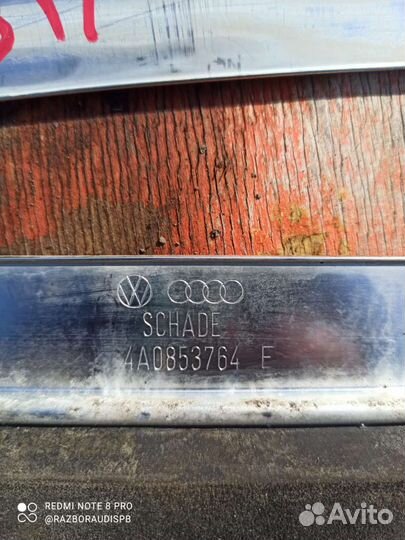 SCHADE
4A0853764 E
REDMI NOTE 8 PRO
@RAZBORAUDISPB
Avito